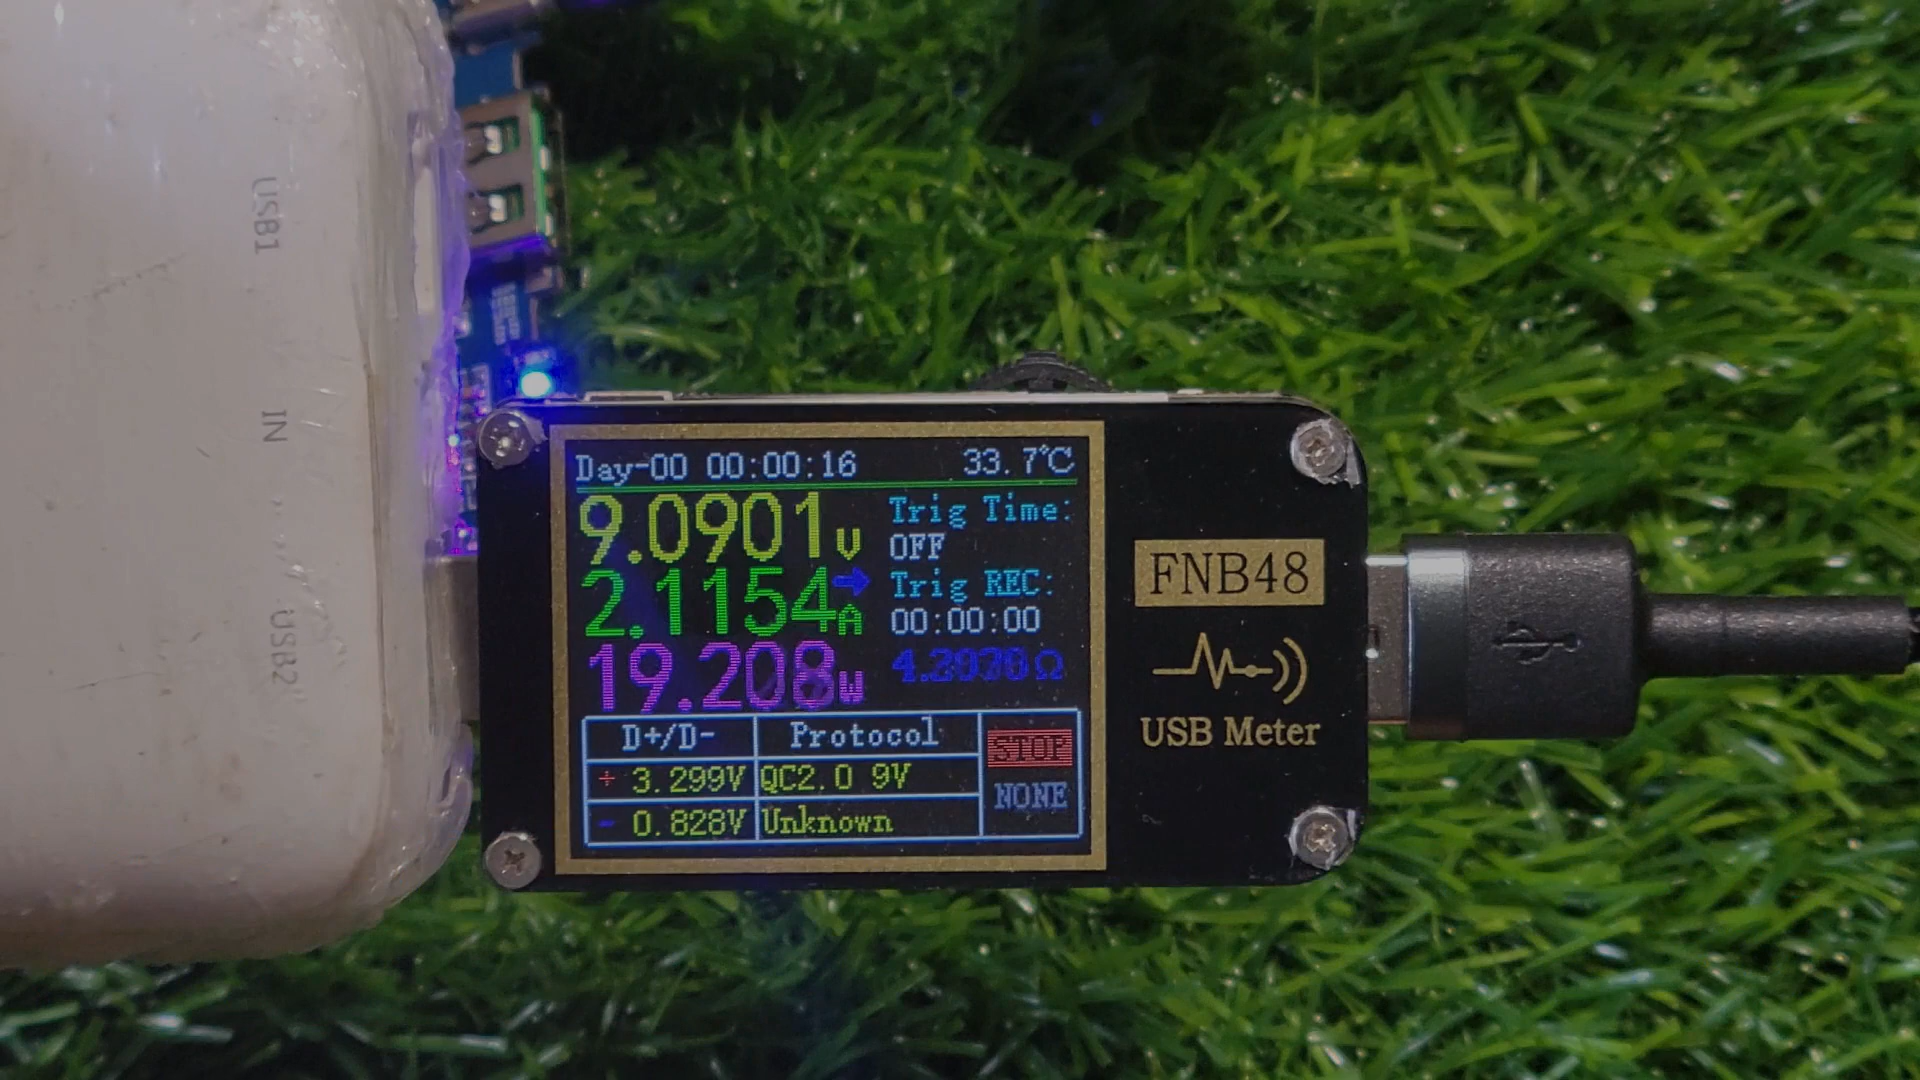 USB1
IN
USB2
Day-00 00:00:16 33.7℃
9.0901V
2.1154A
19.208W
Trig Time:
OFF
Trig REC:
00:00:00
D+/D- Protocol
+ 3.299V QC2.0 9V
- 0.828V Unknown
STOP
NONE
FNB48
USB Meter